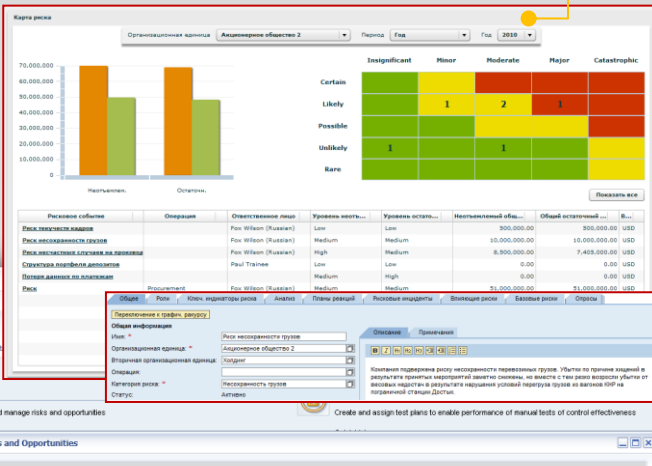 Карта риска
Организационная единица Акционерное общество 2 Период Год Год 2010
70,000,000
60,000,000
50,000,000
40,000,000
30,000,000
20,000,000
10,000,000
0
Неотъемлем. Остаточн.
Insignificant Minor Moderate Major Catastrophic
Certain
Likely 1 2 1
Possible
Unlikely 1 1
Rare
Показать все
Рисковое событие Операция Ответственное лицо Уровень неотъ... Уровень остато... Неотъемлемый общ... Общий остаточный ... В...
Риск текучести кадров Fox Wilson (Russian) Low Low 500,000.00 500,000.00 USD
Риск несохранности грузов Fox Wilson (Russian) Medium Medium 10,000,000.00 10,000,000.00 USD
Риск несчастных случаев на производ Fox Wilson (Russian) High Medium 8,500,000.00 7,405,000.00 USD
Структура портфеля депозитов Paul Trainee Low Low 0.00 0.00 USD
Потеря данных по платежам Medium High 0.00 0.00 USD
Риск Procurement Fox Wilson (Russian) Medium Medium 51,000,000.00 51,000,000.00 USD
Общее Роли Ключ. индикаторы риска Анализ Планы реакций Рисковые инциденты Влияющие риски Базовые риски Опросы
Переключение к график. ракурсу
Общая информация
Имя: * Риск несохранности грузов
Организационная единица: * Акционерное общество 2
Вторичная организационная единица: Холдинг
Операция:
Категория риска: * Несохранность грузов
Статус: Активно
Описание Примечания
B I
Компания подвержена риску несохранности перевозимых грузов. Убытки по причине хищений в
результате принятых мероприятий заметно снижены, но вместе с тем резко возросли убытки от
весовых недостач в результате нарушения условий перегруза грузов из вагонов КНР на
пограничной станции Достык.
d manage risks and opportunities
Create and assign test plans to enable performance of manual tests of control effectiveness
s and Opportunities